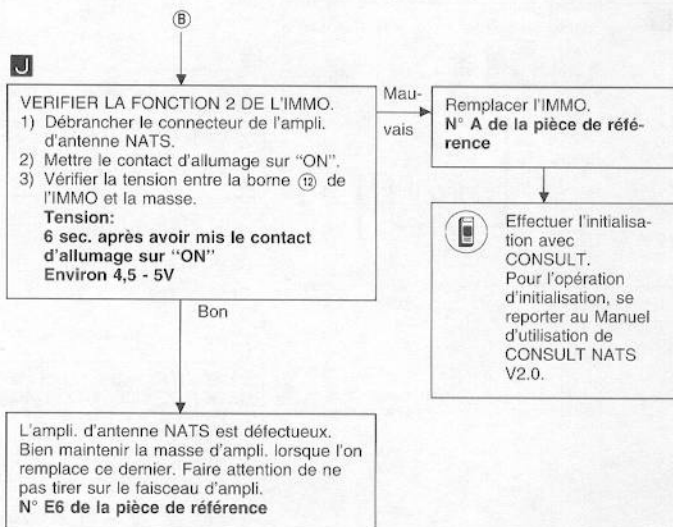 B
J
VERIFIER LA FONCTION 2 DE L'IMMO.
1) Débrancher le connecteur de l'ampli.
d'antenne NATS.
2) Mettre le contact d'allumage sur "ON".
3) Vérifier la tension entre la borne ⑫ de
l'IMMO et la masse.
Tension:
6 sec. après avoir mis le contact
d'allumage sur "ON"
Environ 4,5 - 5V
Mau-
vais
Remplacer l'IMMO.
N° A de la pièce de réfé-
rence
Effectuer l'initialisa-
tion avec
CONSULT.
Pour l'opération
d'initialisation, se
reporter au Manuel
d'utilisation de
CONSULT NATS
V2.0.
Bon
L'ampli. d'antenne NATS est défectueux.
Bien maintenir la masse d'ampli. lorsque l'on
remplace ce dernier. Faire attention de ne
pas tirer sur le faisceau d'ampli.
N° E6 de la pièce de référence